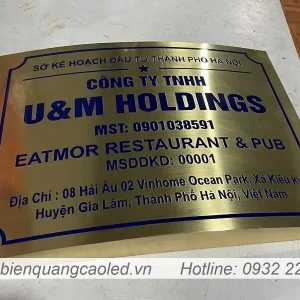 SỞ KẾ HOẠCH ĐẦU TƯ THÀNH PHỐ HÀ NỘI
CÔNG TY TNHH
U&M HOLDINGS
MST: 0901038591
EATMOR RESTAURANT & PUB
MSDDKD: 00001
Địa Chỉ : 08 Hải Âu 02 Vinhome Ocean Park, Xã Kiêu Kỵ
Huyện Gia Lâm, Thành Phố Hà Nội, Việt Nam
bienquangcaoled.vn Hotline: 0932 22